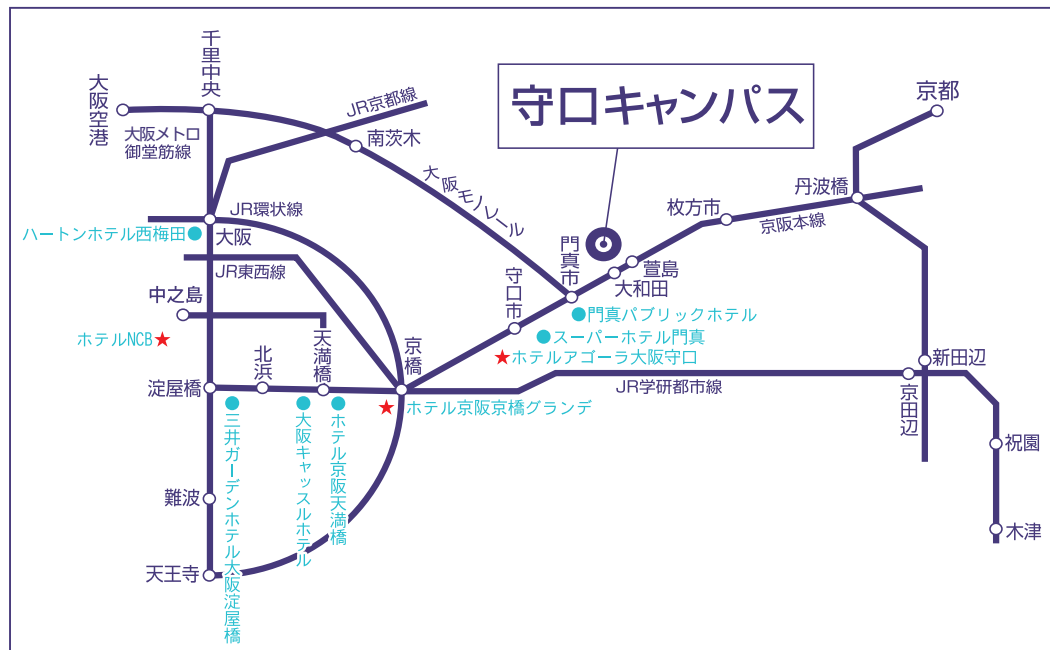 千里中央
大阪空港
JR京都線
守口キャンパス
京都
大阪メトロ
御堂筋線
南茨木
大阪モノレール
丹波橋
枚方市
京阪本線
JR環状線
ハートンホテル西梅田
大阪
門真市
萱島
大和田
JR東西線
守口市
中之島
門真パブリックホテル
スーパーホテル門真
ホテルNCB
天満橋
京橋
北浜
ホテルアゴーラ大阪守口
新田辺
淀屋橋
JR学研都市線
京田辺
ホテル京阪京橋グランデ
三井ガーデンホテル大阪淀屋橋
大阪キャッスルホテル
ホテル京阪天満橋
祝園
難波
木津
天王寺